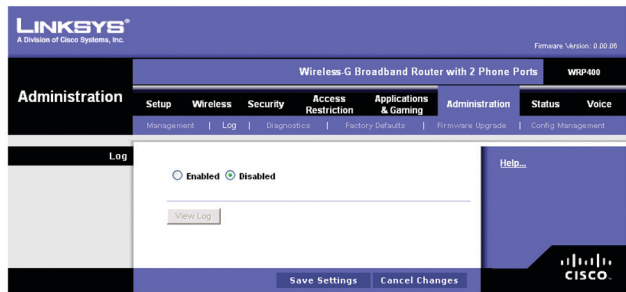 LINKSYS®
A Division of Cisco Systems, Inc.
Firmware Version: 0.00.06
Wireless-G Broadband Router with 2 Phone Ports WRP400
Administration
Setup Wireless Security Access Restriction Applications & Gaming Administration Status Voice
Management | Log | Diagnostics | Factory Defaults | Firmware Upgrade | Config Management
Log
Help...
Enabled Disabled
View Log
Save Settings Cancel Changes
CISCO.